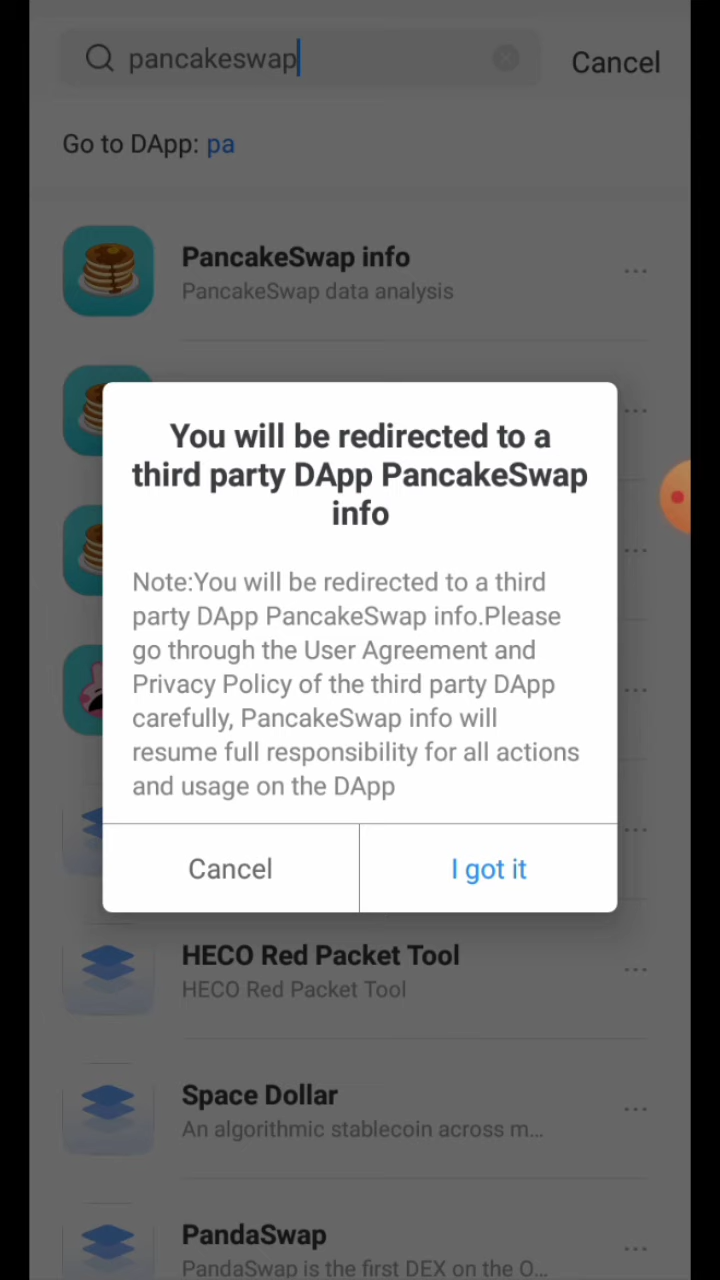 pancakeswap
Cancel
Go to DApp: pa
PancakeSwap info
PancakeSwap data analysis
You will be redirected to a
third party DApp PancakeSwap
info
Note:You will be redirected to a third
party DApp PancakeSwap info.Please
go through the User Agreement and
Privacy Policy of the third party DApp
carefully, PancakeSwap info will
resume full responsibility for all actions
and usage on the DApp
Cancel
I got it
HECO Red Packet Tool
HECO Red Packet Tool
Space Dollar
An algorithmic stablecoin across m...
PandaSwap
PandaSwap is the first DEX on the O...